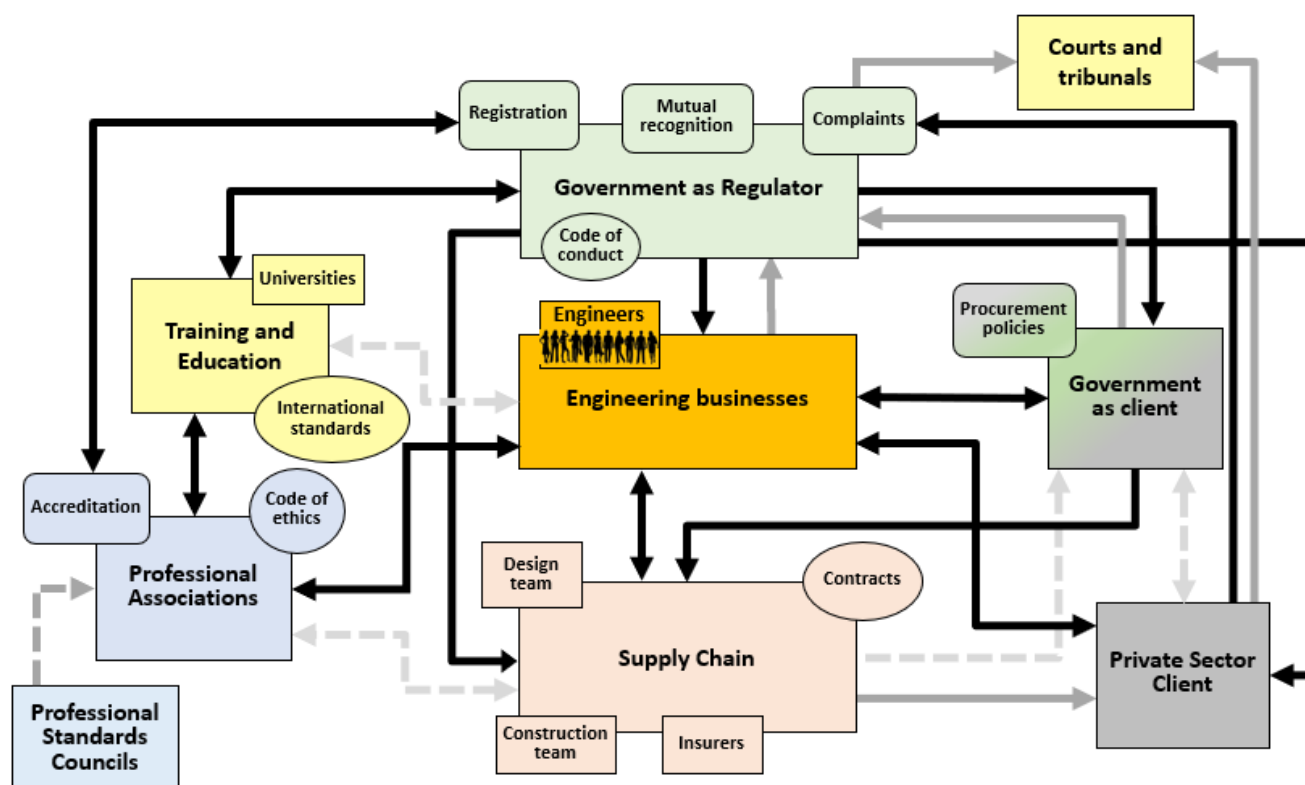 Courts and
tribunals
Registration
Mutual
recognition
Complaints
Government as Regulator
Code of
conduct
Universities
Training and
Education
International
standards
Engineers
Engineering businesses
Procurement
policies
Government
as client
Accreditation
Code of
ethics
Professional
Associations
Design
team
Contracts
Supply Chain
Construction
team
Insurers
Private Sector
Client
Professional
Standards
Councils